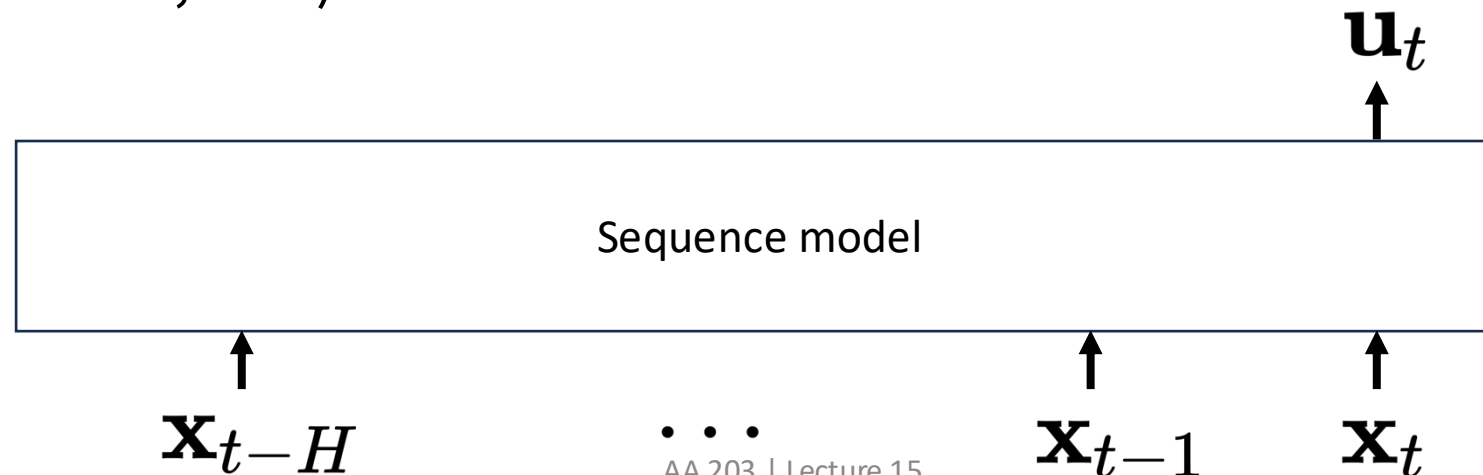 u_t
Sequence model
x_{t−H} ... x_{t−1} x_t
AA 203 | Lecture 15